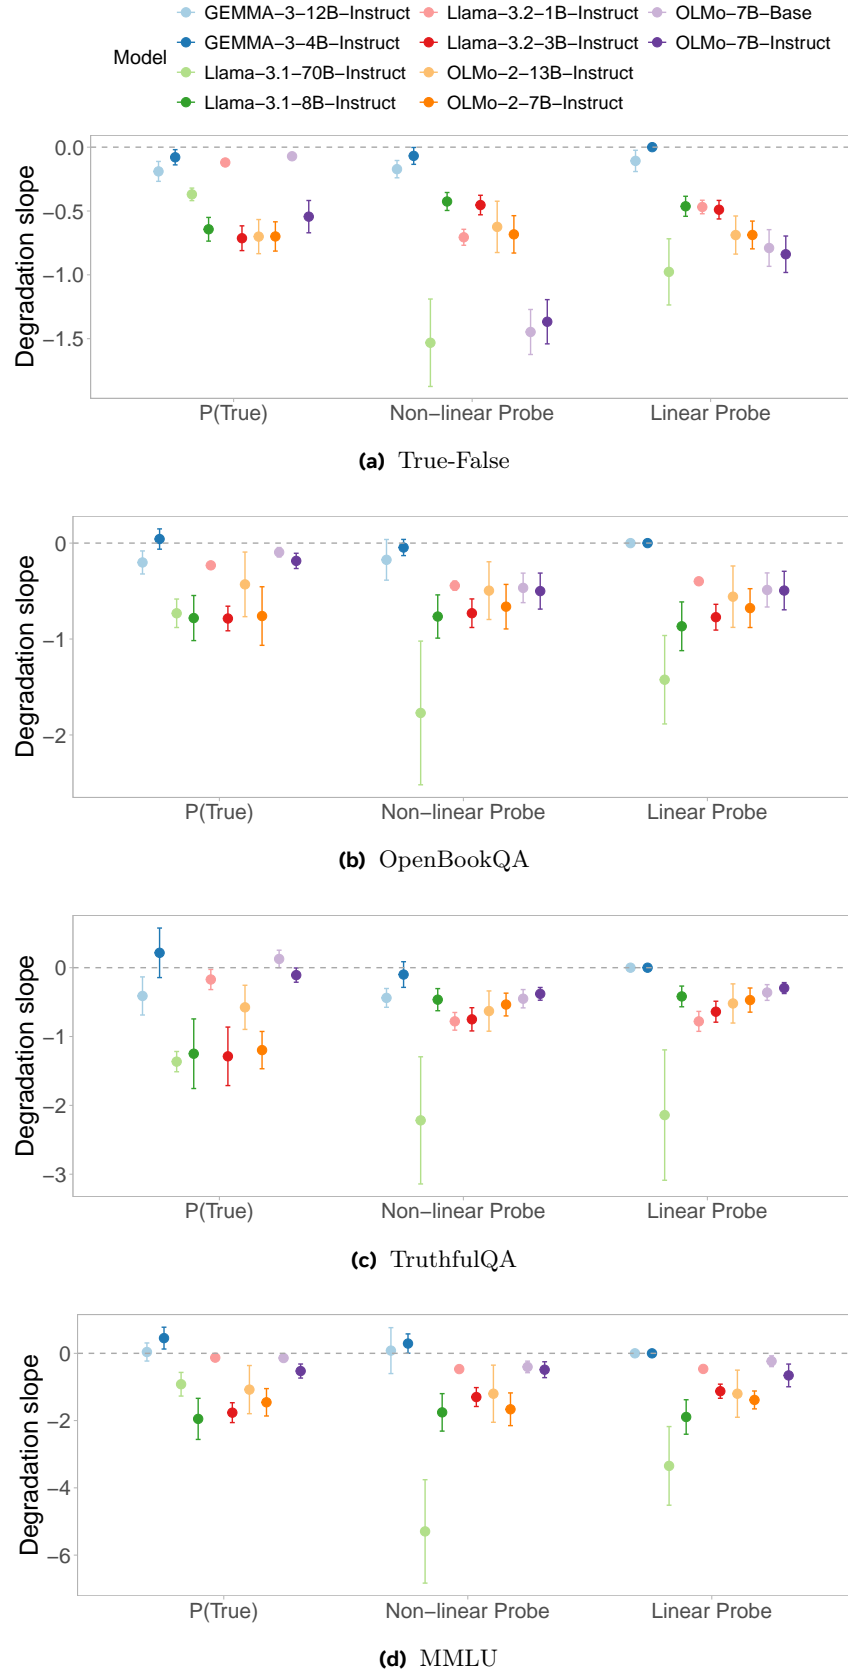 GEMMA−3−12B−Instruct Llama−3.2−1B−Instruct OLMo−7B−Base
Model GEMMA−3−4B−Instruct Llama−3.2−3B−Instruct OLMo−7B−Instruct
Llama−3.1−70B−Instruct OLMo−2−13B−Instruct
Llama−3.1−8B−Instruct OLMo−2−7B−Instruct
Degradation slope
0.0
−0.5
−1.0
−1.5
P(True) Non−linear Probe Linear Probe
(a) True-False
Degradation slope
0
−1
−2
P(True) Non−linear Probe Linear Probe
(b) OpenBookQA
Degradation slope
0
−1
−2
−3
P(True) Non−linear Probe Linear Probe
(c) TruthfulQA
Degradation slope
0
−2
−4
−6
P(True) Non−linear Probe Linear Probe
(d) MMLU